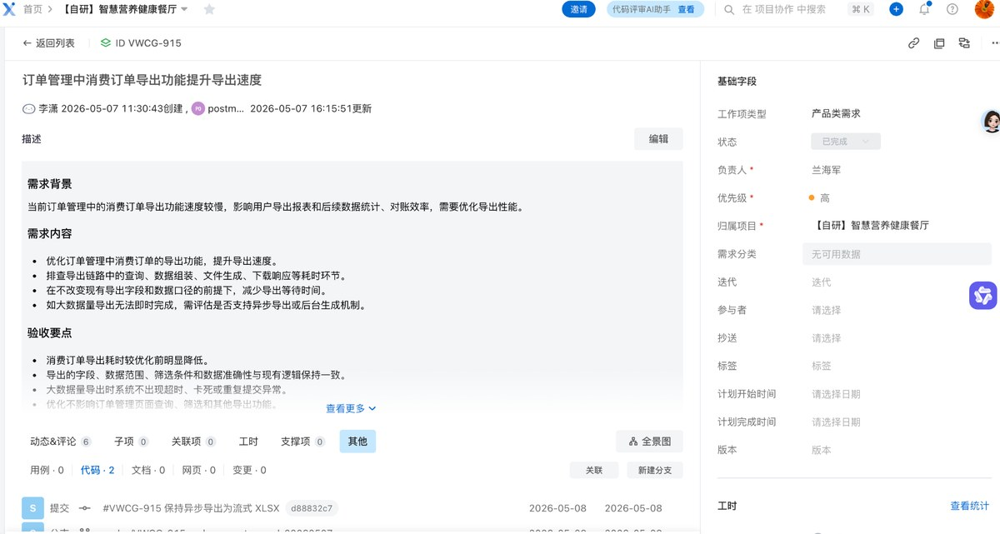 首页 > 【自研】智慧营养健康餐厅
邀请
代码评审AI助手 查看
在 项目协作 中搜索
⌘ K
← 返回列表
ID VWCG-915
订单管理中消费订单导出功能提升导出速度
李潇 2026-05-07 11:30:43创建 , PO postm... 2026-05-07 16:15:51更新
描述
编辑
需求背景
当前订单管理中的消费订单导出功能速度较慢，影响用户导出报表和后续数据统计、对账效率，需要优化导出性能。
需求内容
• 优化订单管理中消费订单的导出功能，提升导出速度。
• 排查导出链路中的查询、数据组装、文件生成、下载响应等耗时环节。
• 在不改变现有导出字段和数据口径的前提下，减少导出等待时间。
• 如大数据量导出无法即时完成，需评估是否支持异步导出或后台生成机制。
验收要点
• 消费订单导出耗时较优化前明显降低。
• 导出的字段、数据范围、筛选条件和数据准确性与现有逻辑保持一致。
• 大数据量导出时系统不出现超时、卡死或重复提交异常。
• 优化不影响订单管理页面查询、筛选和其他导出功能。
查看更多
动态&评论 6 子项 0 关联项 0 工时 支撑项 0 其他
全景图
用例 · 0 代码 · 2 文档 · 0 网页 · 0 变更 · 0
关联
新建分支
S 提交 #VWCG-915 保持异步导出为流式 XLSX d88832c7 2026-05-08 2026-05-08
基础字段
工作项类型 产品类需求
状态 已完成
负责人 * 兰海军
优先级 * 高
归属项目 * 【自研】智慧营养健康餐厅
需求分类 无可用数据
迭代 迭代
参与者 请选择
抄送 请选择
标签 标签
计划开始时间 请选择日期
计划完成时间 请选择日期
版本 版本
工时 查看统计